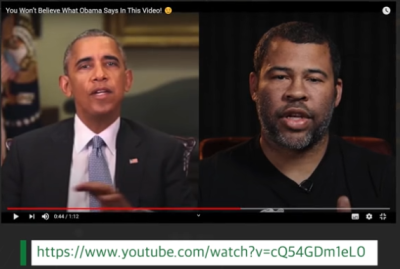 You Won't Believe What Obama Says In This Video! 😉
0:44 / 1:12
https://www.youtube.com/watch?v=cQ54GDm1eL0